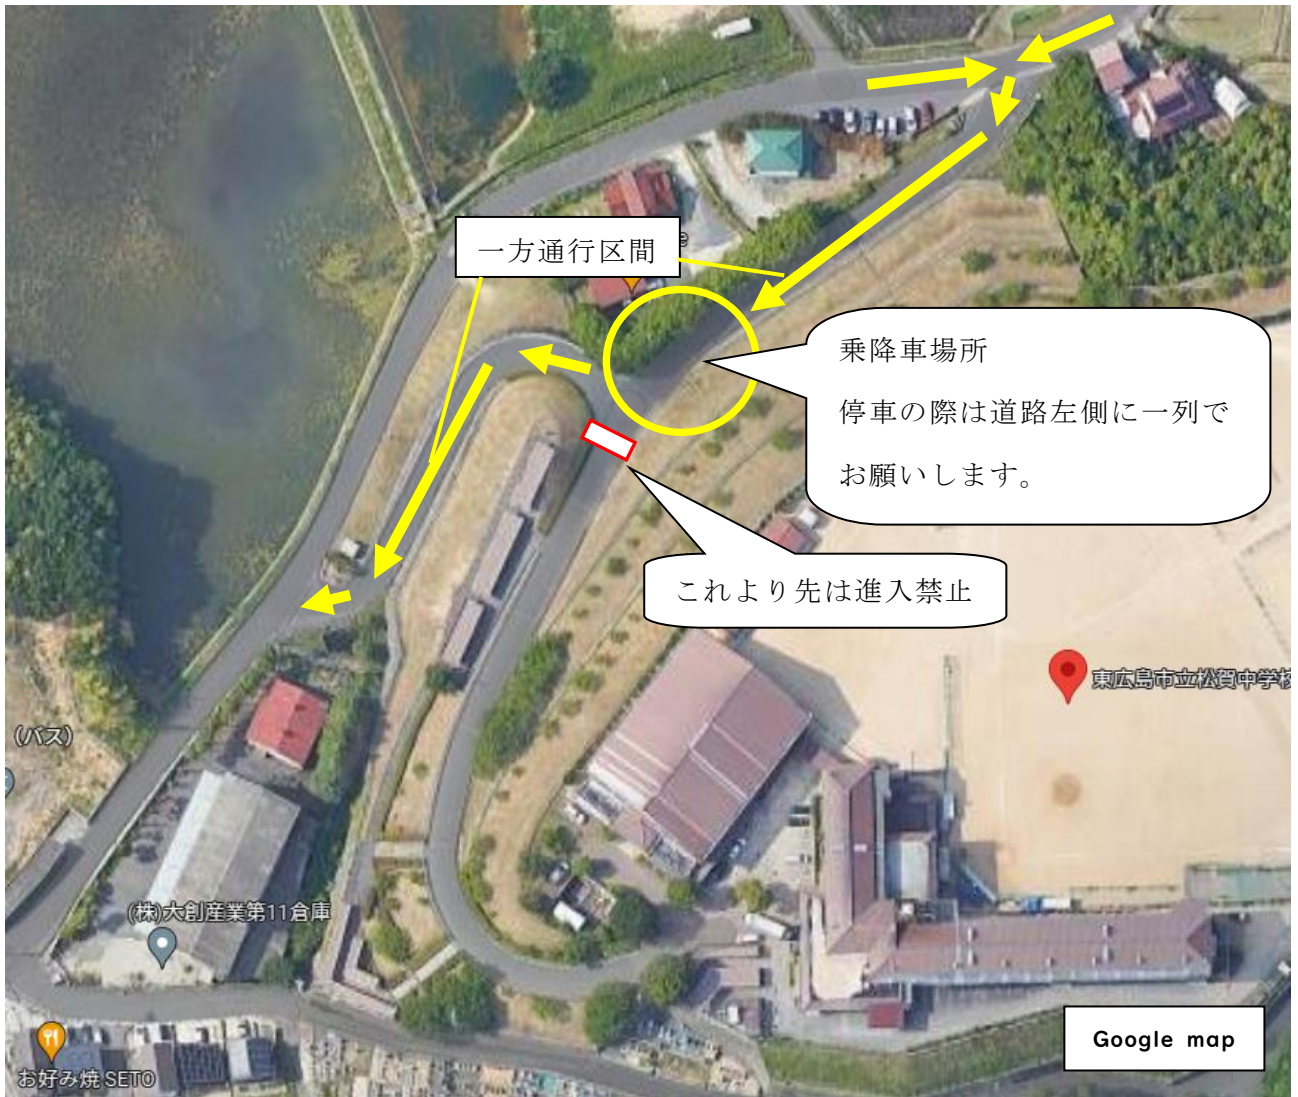 一方通行区間
e
乗降車場所
停車の際は道路左側に一列で
お願いします。
これより先は進入禁止
東広島市立松賀中学校
(バス)
(株)大創産業第11倉庫
お好み焼 SETO
Google map